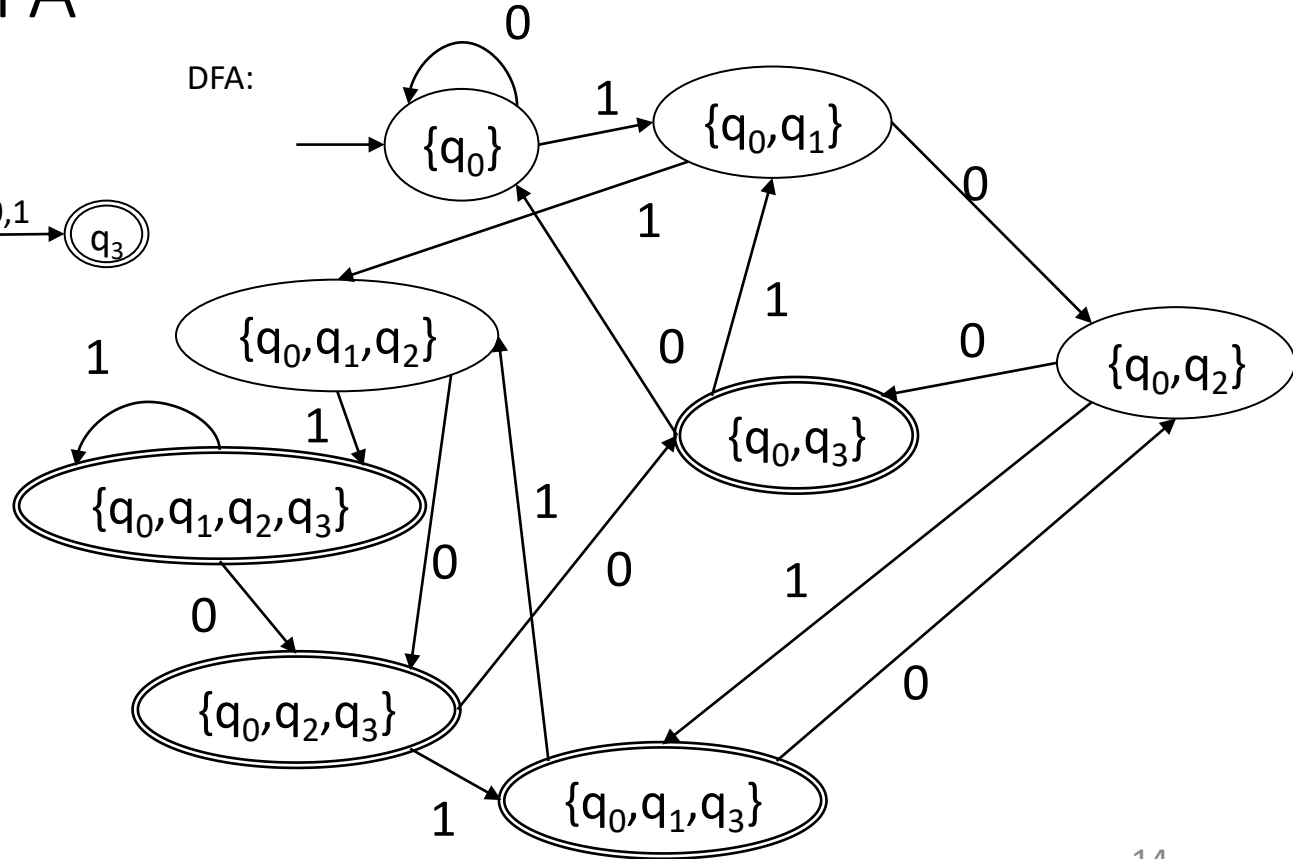 0
DFA:
1
{q₀}
{q₀,q₁}
0
,1
q₃
1
{q₀,q₁,q₂}
1
0
0
{q₀,q₂}
1
1
{q₀,q₃}
{q₀,q₁,q₂,q₃}
1
0
0
1
0
0
{q₀,q₂,q₃}
0
1
{q₀,q₁,q₃}
14